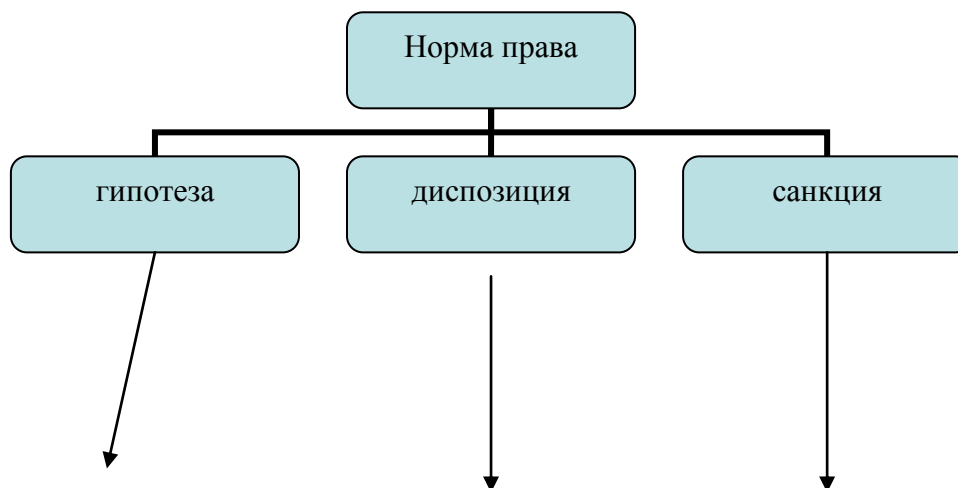 Норма права
гипотеза
диспозиция
санкция